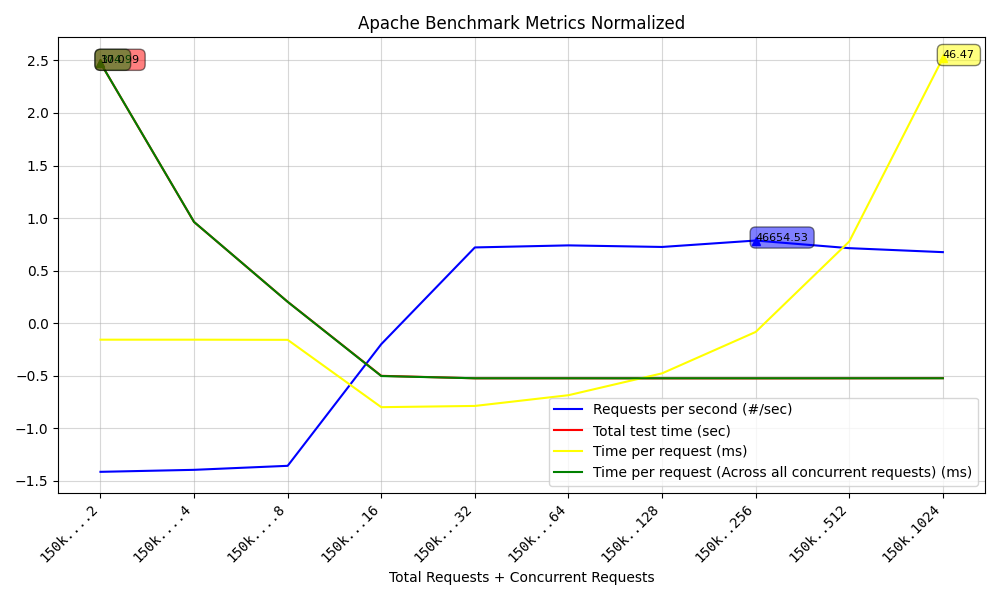 Apache Benchmark Metrics Normalized
2.5
2.0
1.5
1.0
0.5
0.0
−0.5
−1.0
−1.5
46654.53
46.47
Requests per second (#/sec)
Total test time (sec)
Time per request (ms)
Time per request (Across all concurrent requests) (ms)
150k....2
150k....4
150k....8
150k...16
150k...32
150k...64
150k..128
150k..256
150k..512
150k.1024
Total Requests + Concurrent Requests